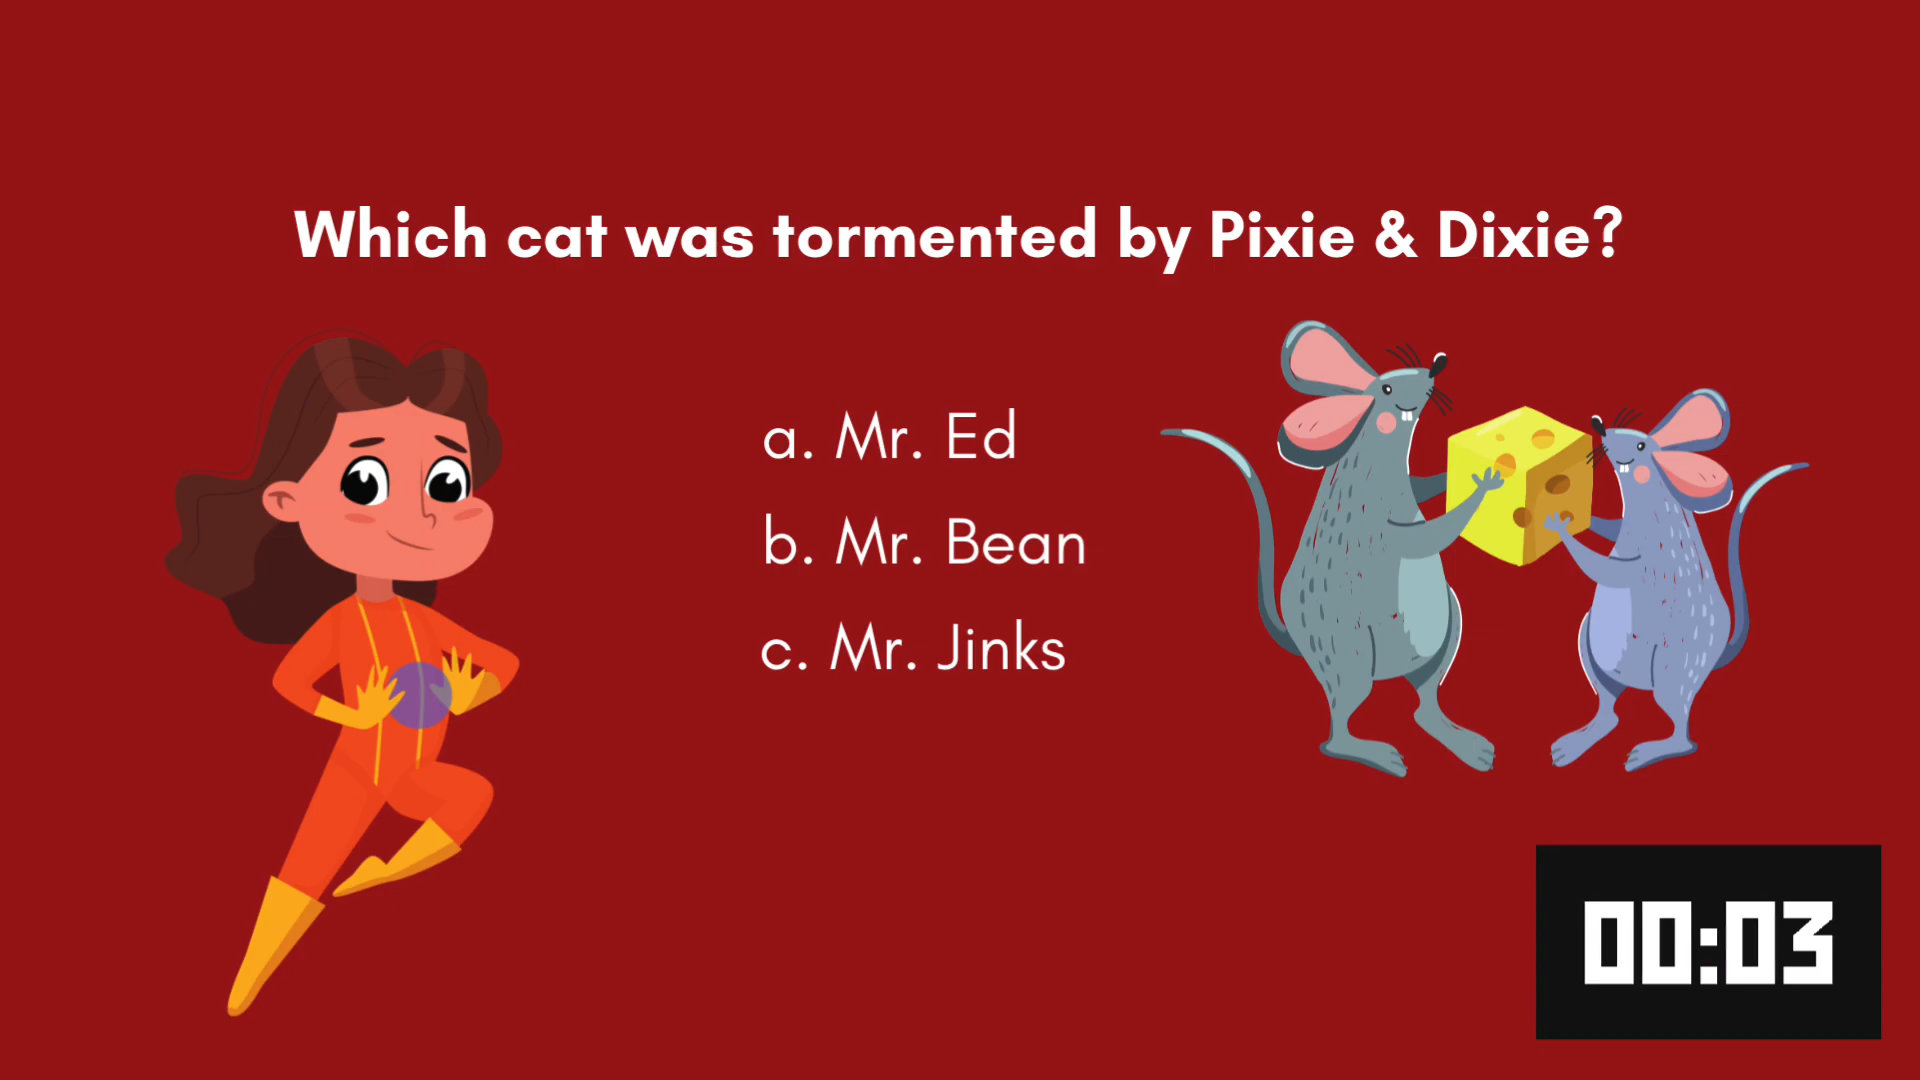 Which cat was tormented by Pixie & Dixie?
a. Mr. Ed
b. Mr. Bean
c. Mr. Jinks
00:03